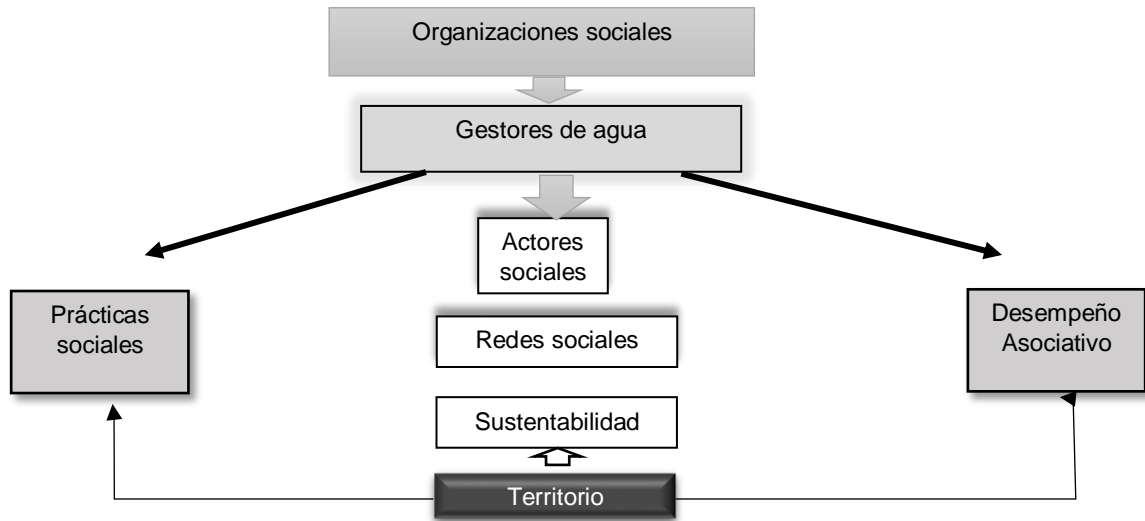 Organizaciones sociales
Gestores de agua
Actores
sociales
Prácticas
sociales
Redes sociales
Desempeño
Asociativo
Sustentabilidad
Territorio